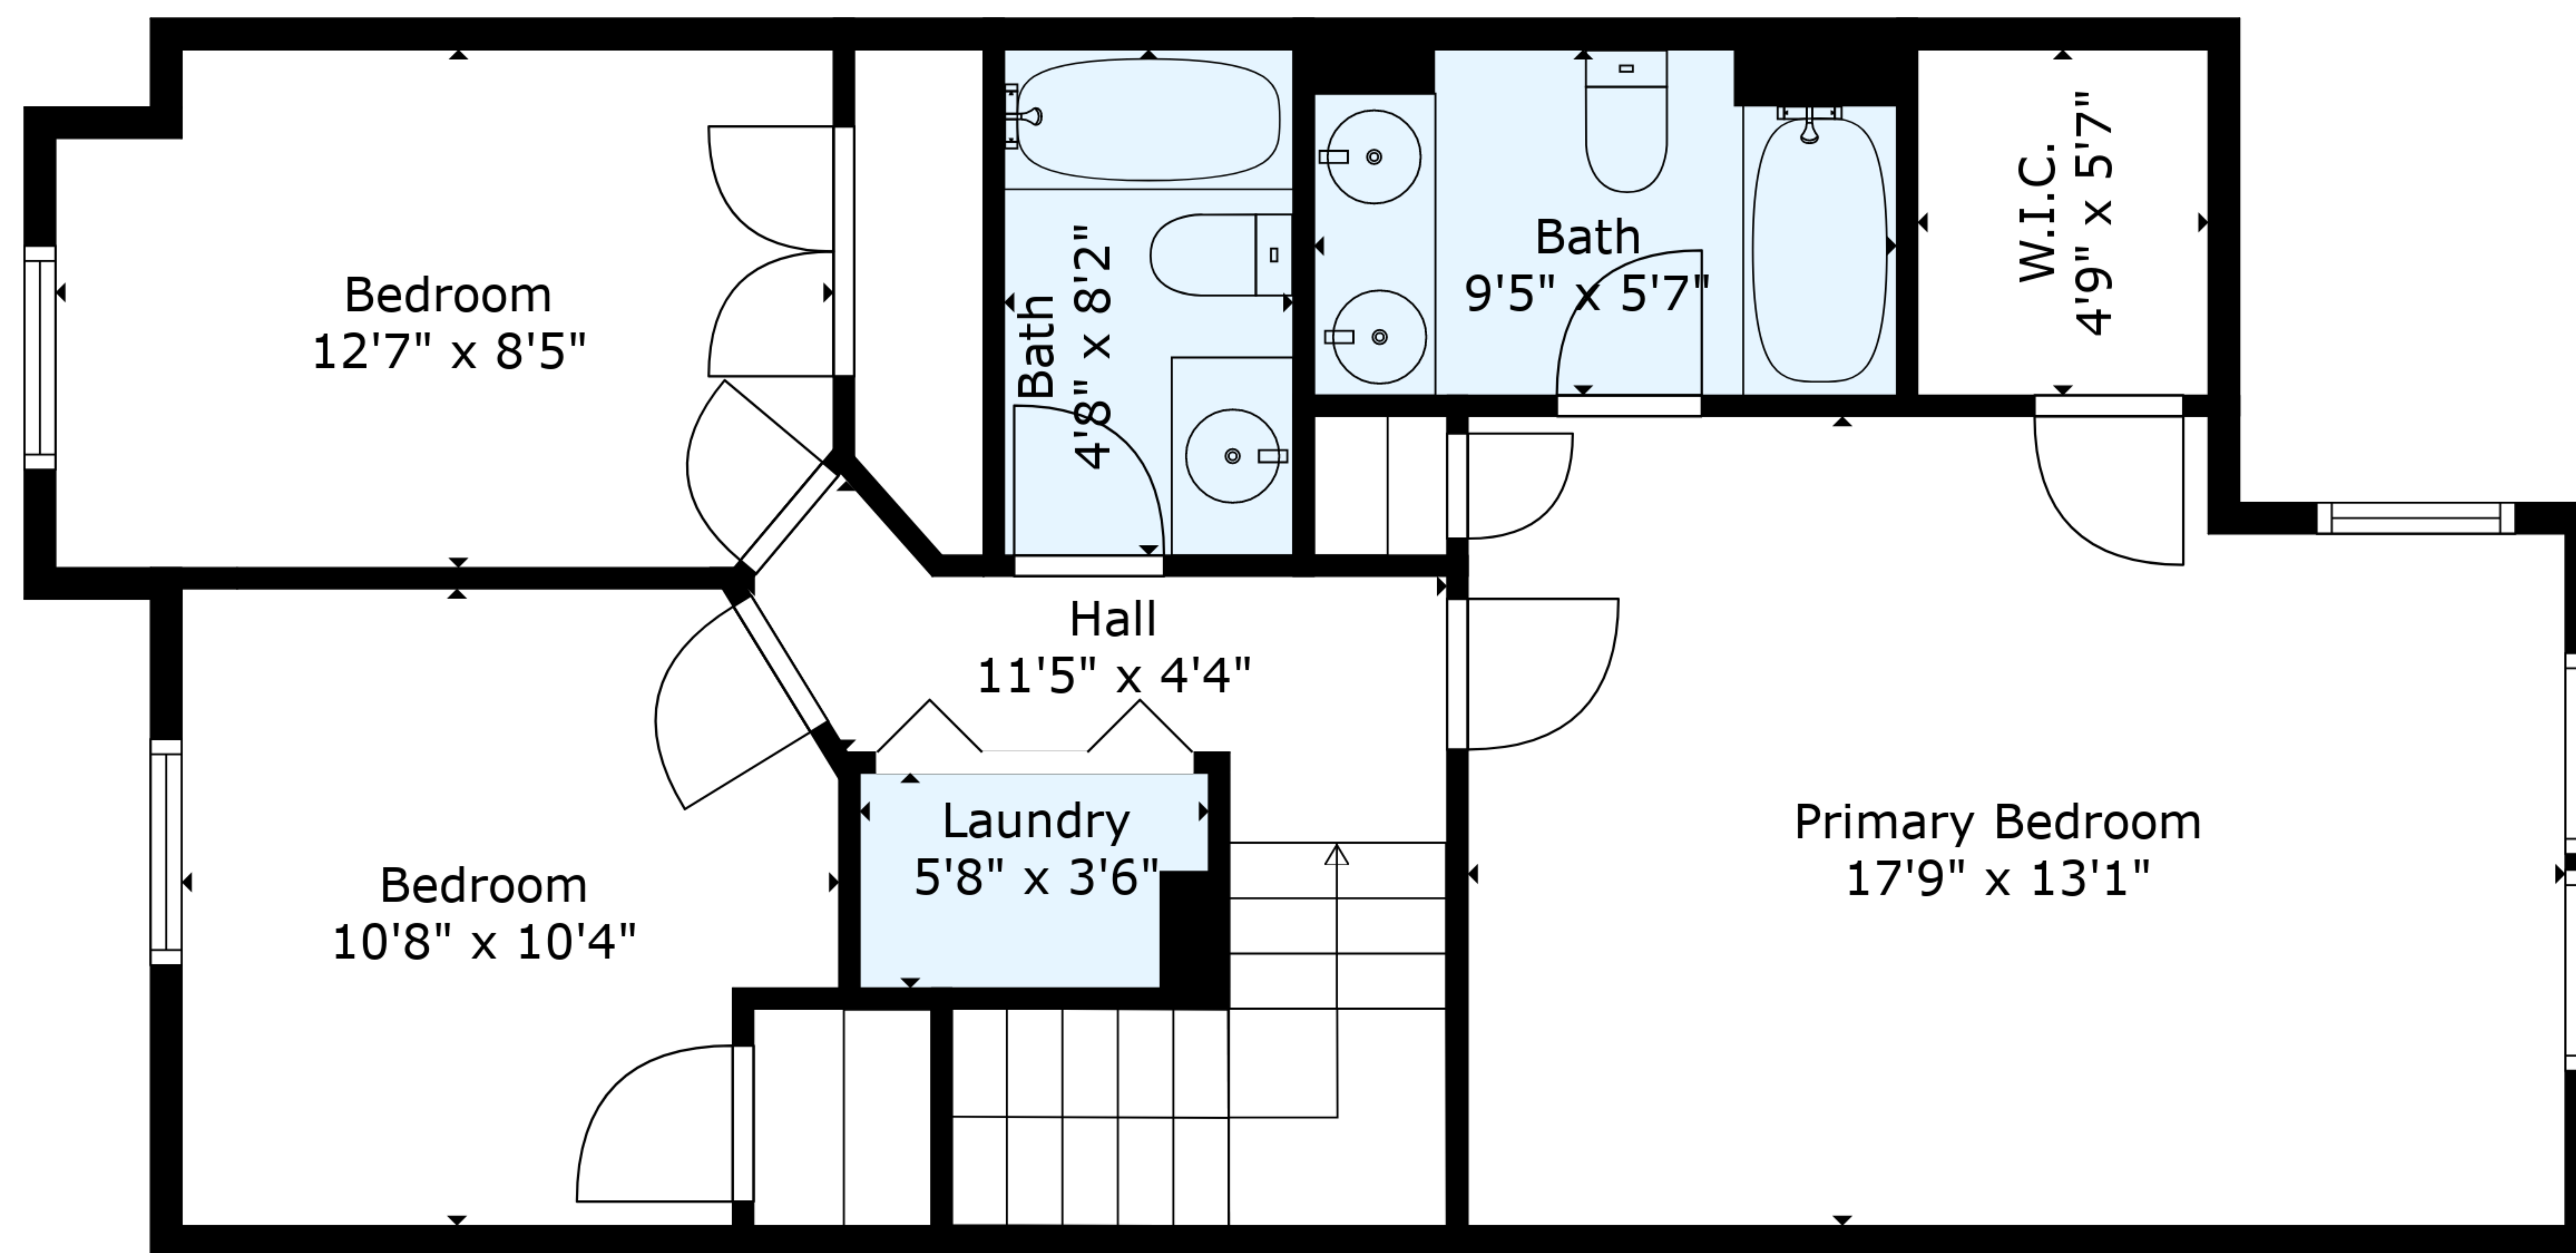 Bedroom
12'7" x 8'5"
Bath
4'8" x 8'2"
Bath
9'5" x 5'7"
W.I.C.
4'9" x 5'7"
Hall
11'5" x 4'4"
Laundry
5'8" x 3'6"
Primary Bedroom
17'9" x 13'1"
Bedroom
10'8" x 10'4"